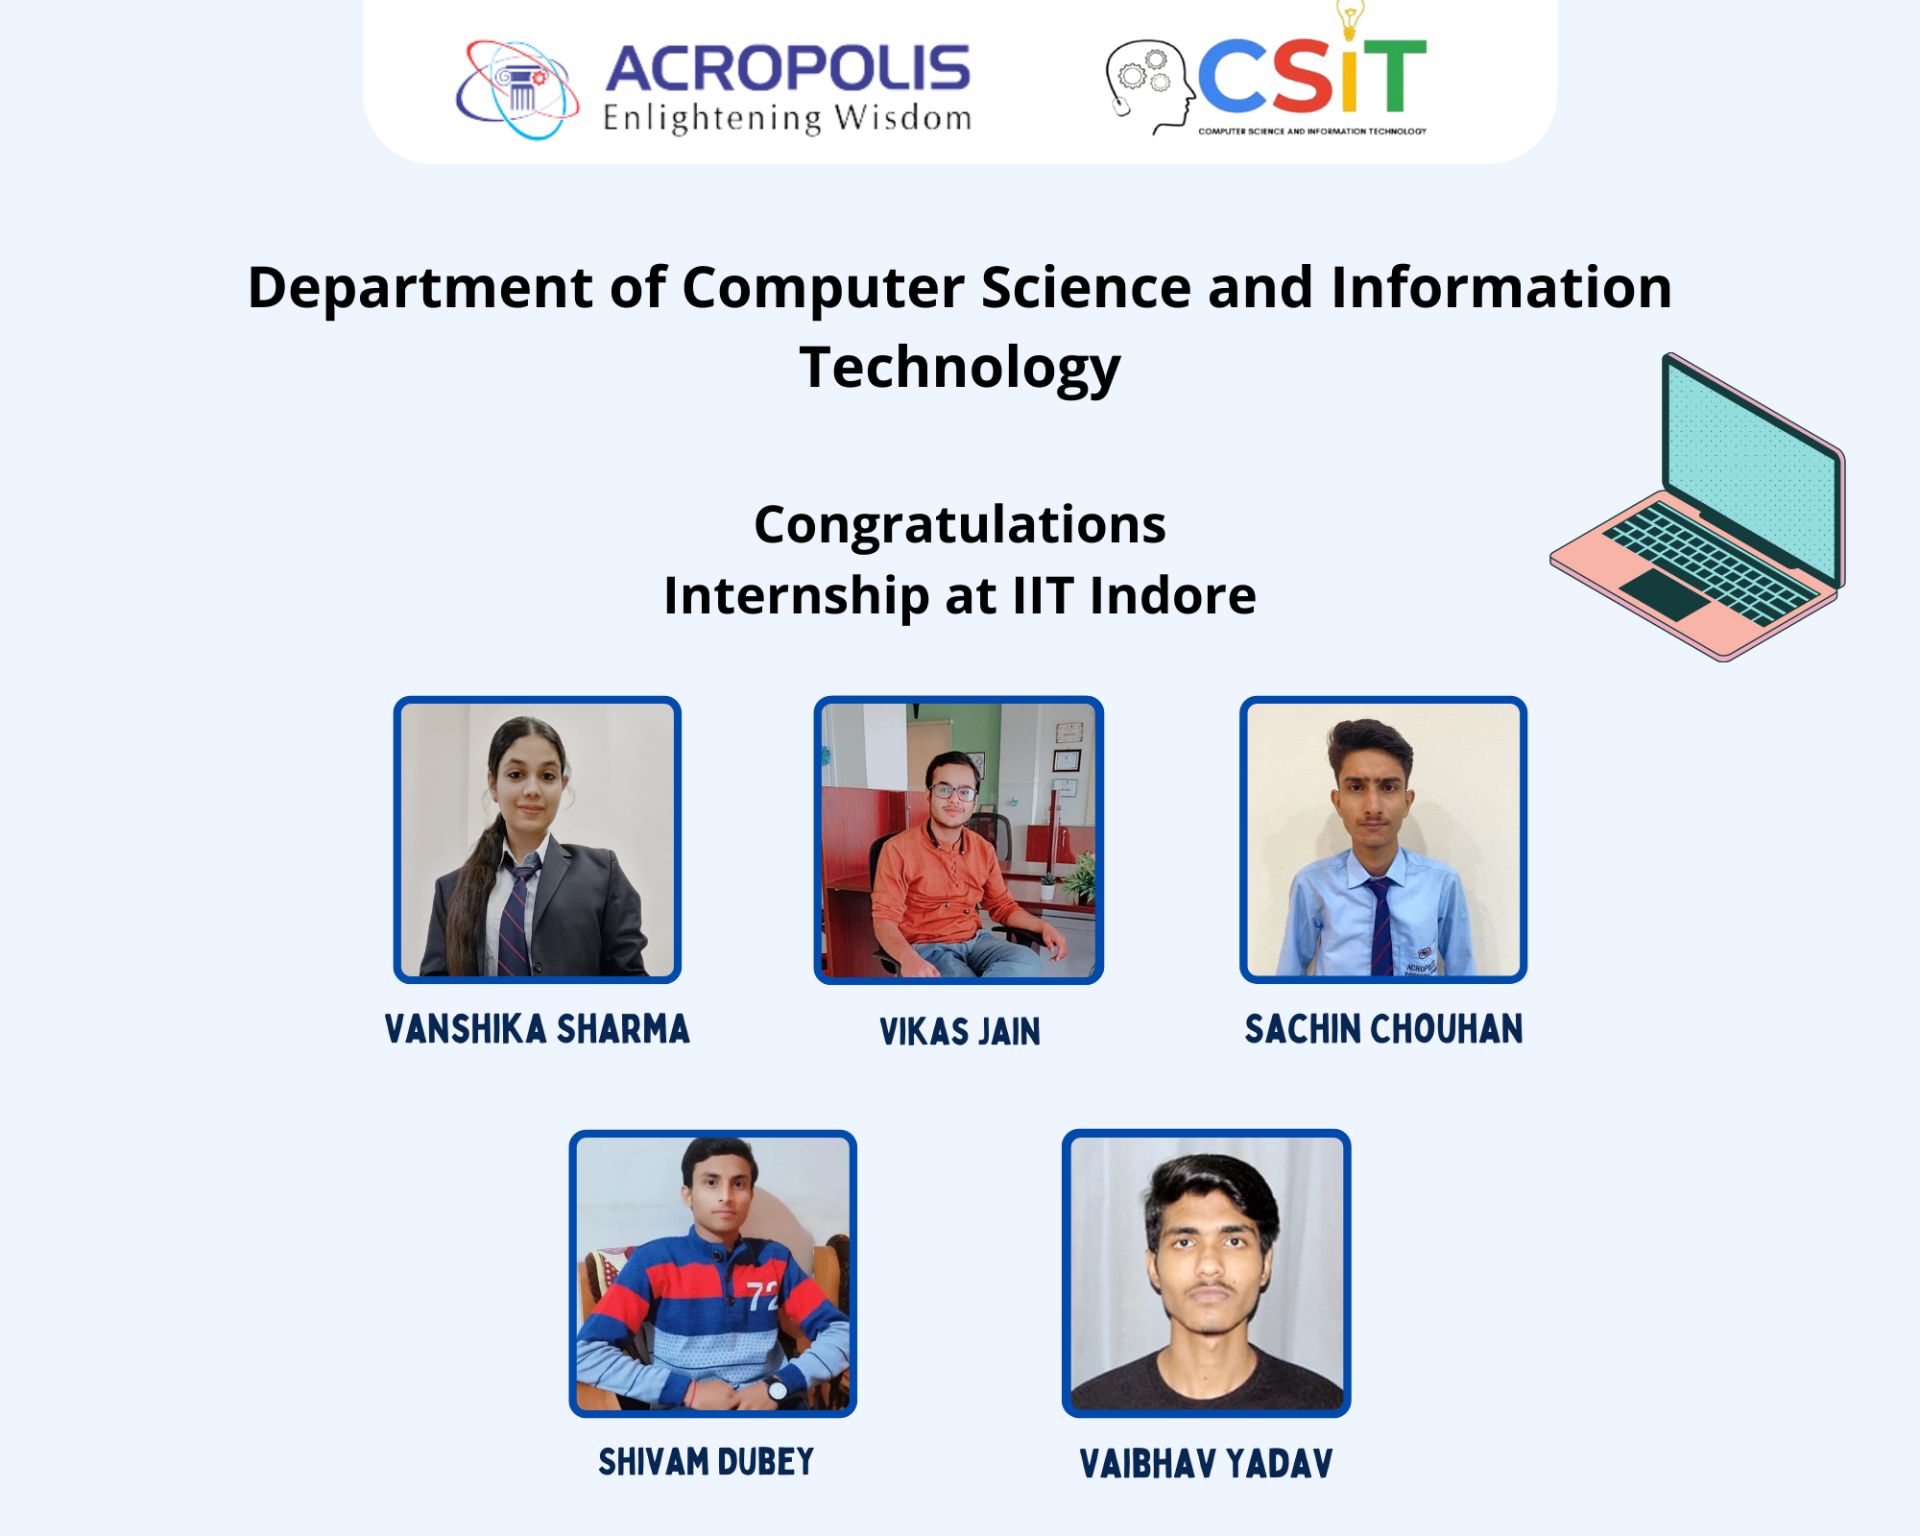 ACROPOLIS
Enlightening Wisdom
CSiT
COMPUTER SCIENCE AND INFORMATION TECHNOLOGY
Department of Computer Science and Information
Technology
Congratulations
Internship at IIT Indore
ACROPOLIS
VANSHIKA SHARMA
VIKAS JAIN
SACHIN CHOUHAN
72
SHIVAM DUBEY
VAIBHAV YADAV